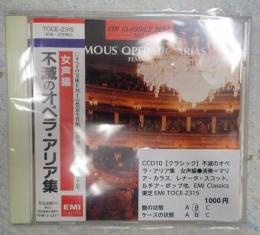 TOCE-2315
EMI CLASSICS BEST
MOUS OPERATIC ARIAS
FEM
女声編
不滅のオペラ・アリア集
EMI
CCD10【クラシック】不滅のオペ
ラ・アリア集 女声編●演奏=マリ
ア・カラス、レナータ・スコット、
ルチア・ポップ他、EMI Classics
東芝EMI TOCE-2315
1000円
盤の状態 A B C
ケースの状態 A B C